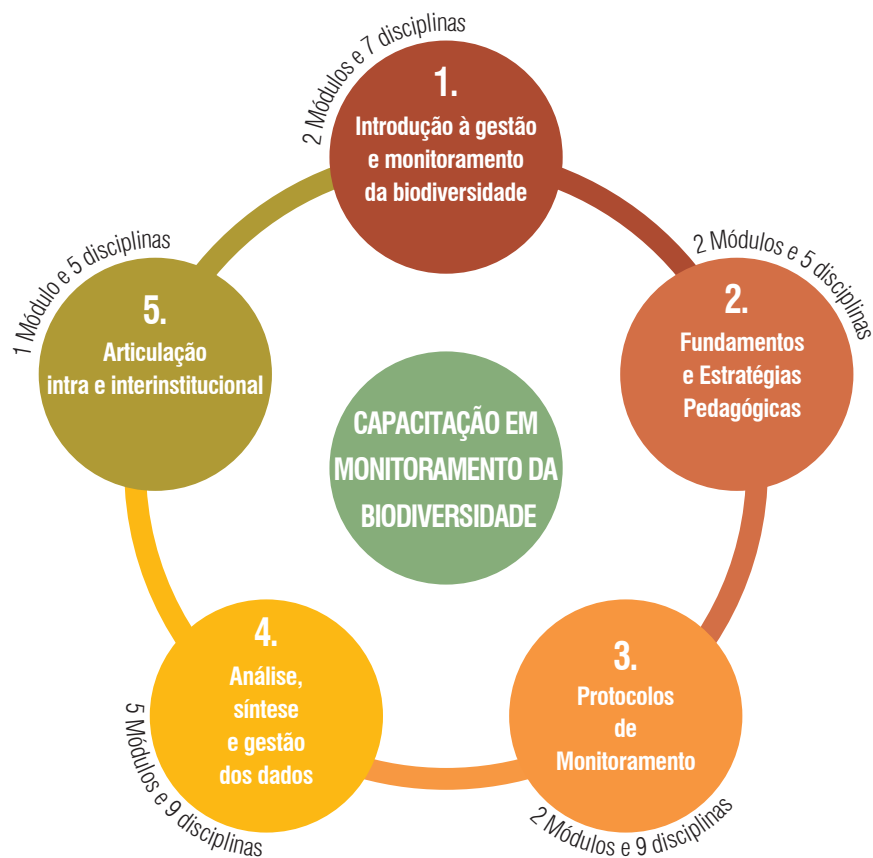 2 Módulos e 7 disciplinas
1.
Introdução à gestão
e monitoramento
da biodiversidade
2 Módulos e 5 disciplinas
2.
Fundamentos
e Estratégias
Pedagógicas
1 Módulo e 5 disciplinas
5.
Articulação
intra e interinstitucional
CAPACITAÇÃO EM
MONITORAMENTO DA
BIODIVERSIDADE
4.
Análise,
síntese
e gestão
dos dados
5 Módulos e 9 disciplinas
3.
Protocolos
de
Monitoramento
2 Módulos e 9 disciplinas